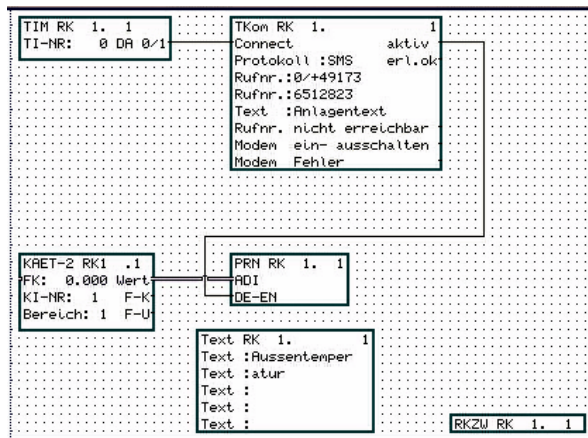 TIM RK 1. 1
TI-NR: 0 DA 0/1
TKom RK 1. 1
Connect aktiv
Protokoll :SMS erl.ok
Rufnr.:0/+49173
Rufnr.:6512823
Text :Anlagentext
Rufnr. nicht erreichbar
Modem ein- ausschalten
Modem Fehler
KAET-2 RK1 .1
FK: 0.000 Wert
KI-NR: 1 F-K
Bereich: 1 F-U
PRN RK 1. 1
ADI
DE-EN
Text RK 1. 1
Text :Aussentemper
Text :atur
Text :
Text :
Text :
RKZW RK 1. 1